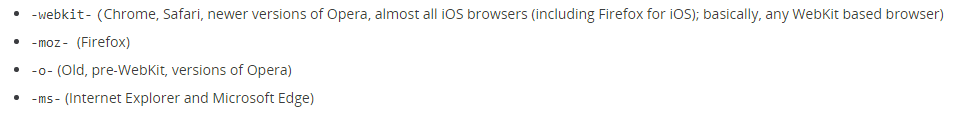 • -webkit- (Chrome, Safari, newer versions of Opera, almost all iOS browsers (including Firefox for iOS); basically, any WebKit based browser)
• -moz- (Firefox)
• -o- (Old, pre-WebKit, versions of Opera)
• -ms- (Internet Explorer and Microsoft Edge)